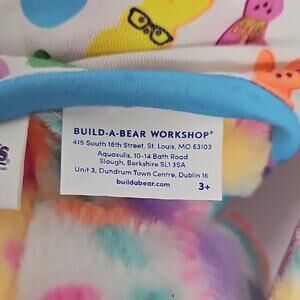 BUILD-A-BEAR WORKSHOP®
415 South 18th Street, St. Louis, MO 63103
Aquasulis, 10-14 Bath Road
Slough, Berkshire SL1 3SA
Unit 3, Dundrum Town Centre, Dublin 16
buildabear.com
3+